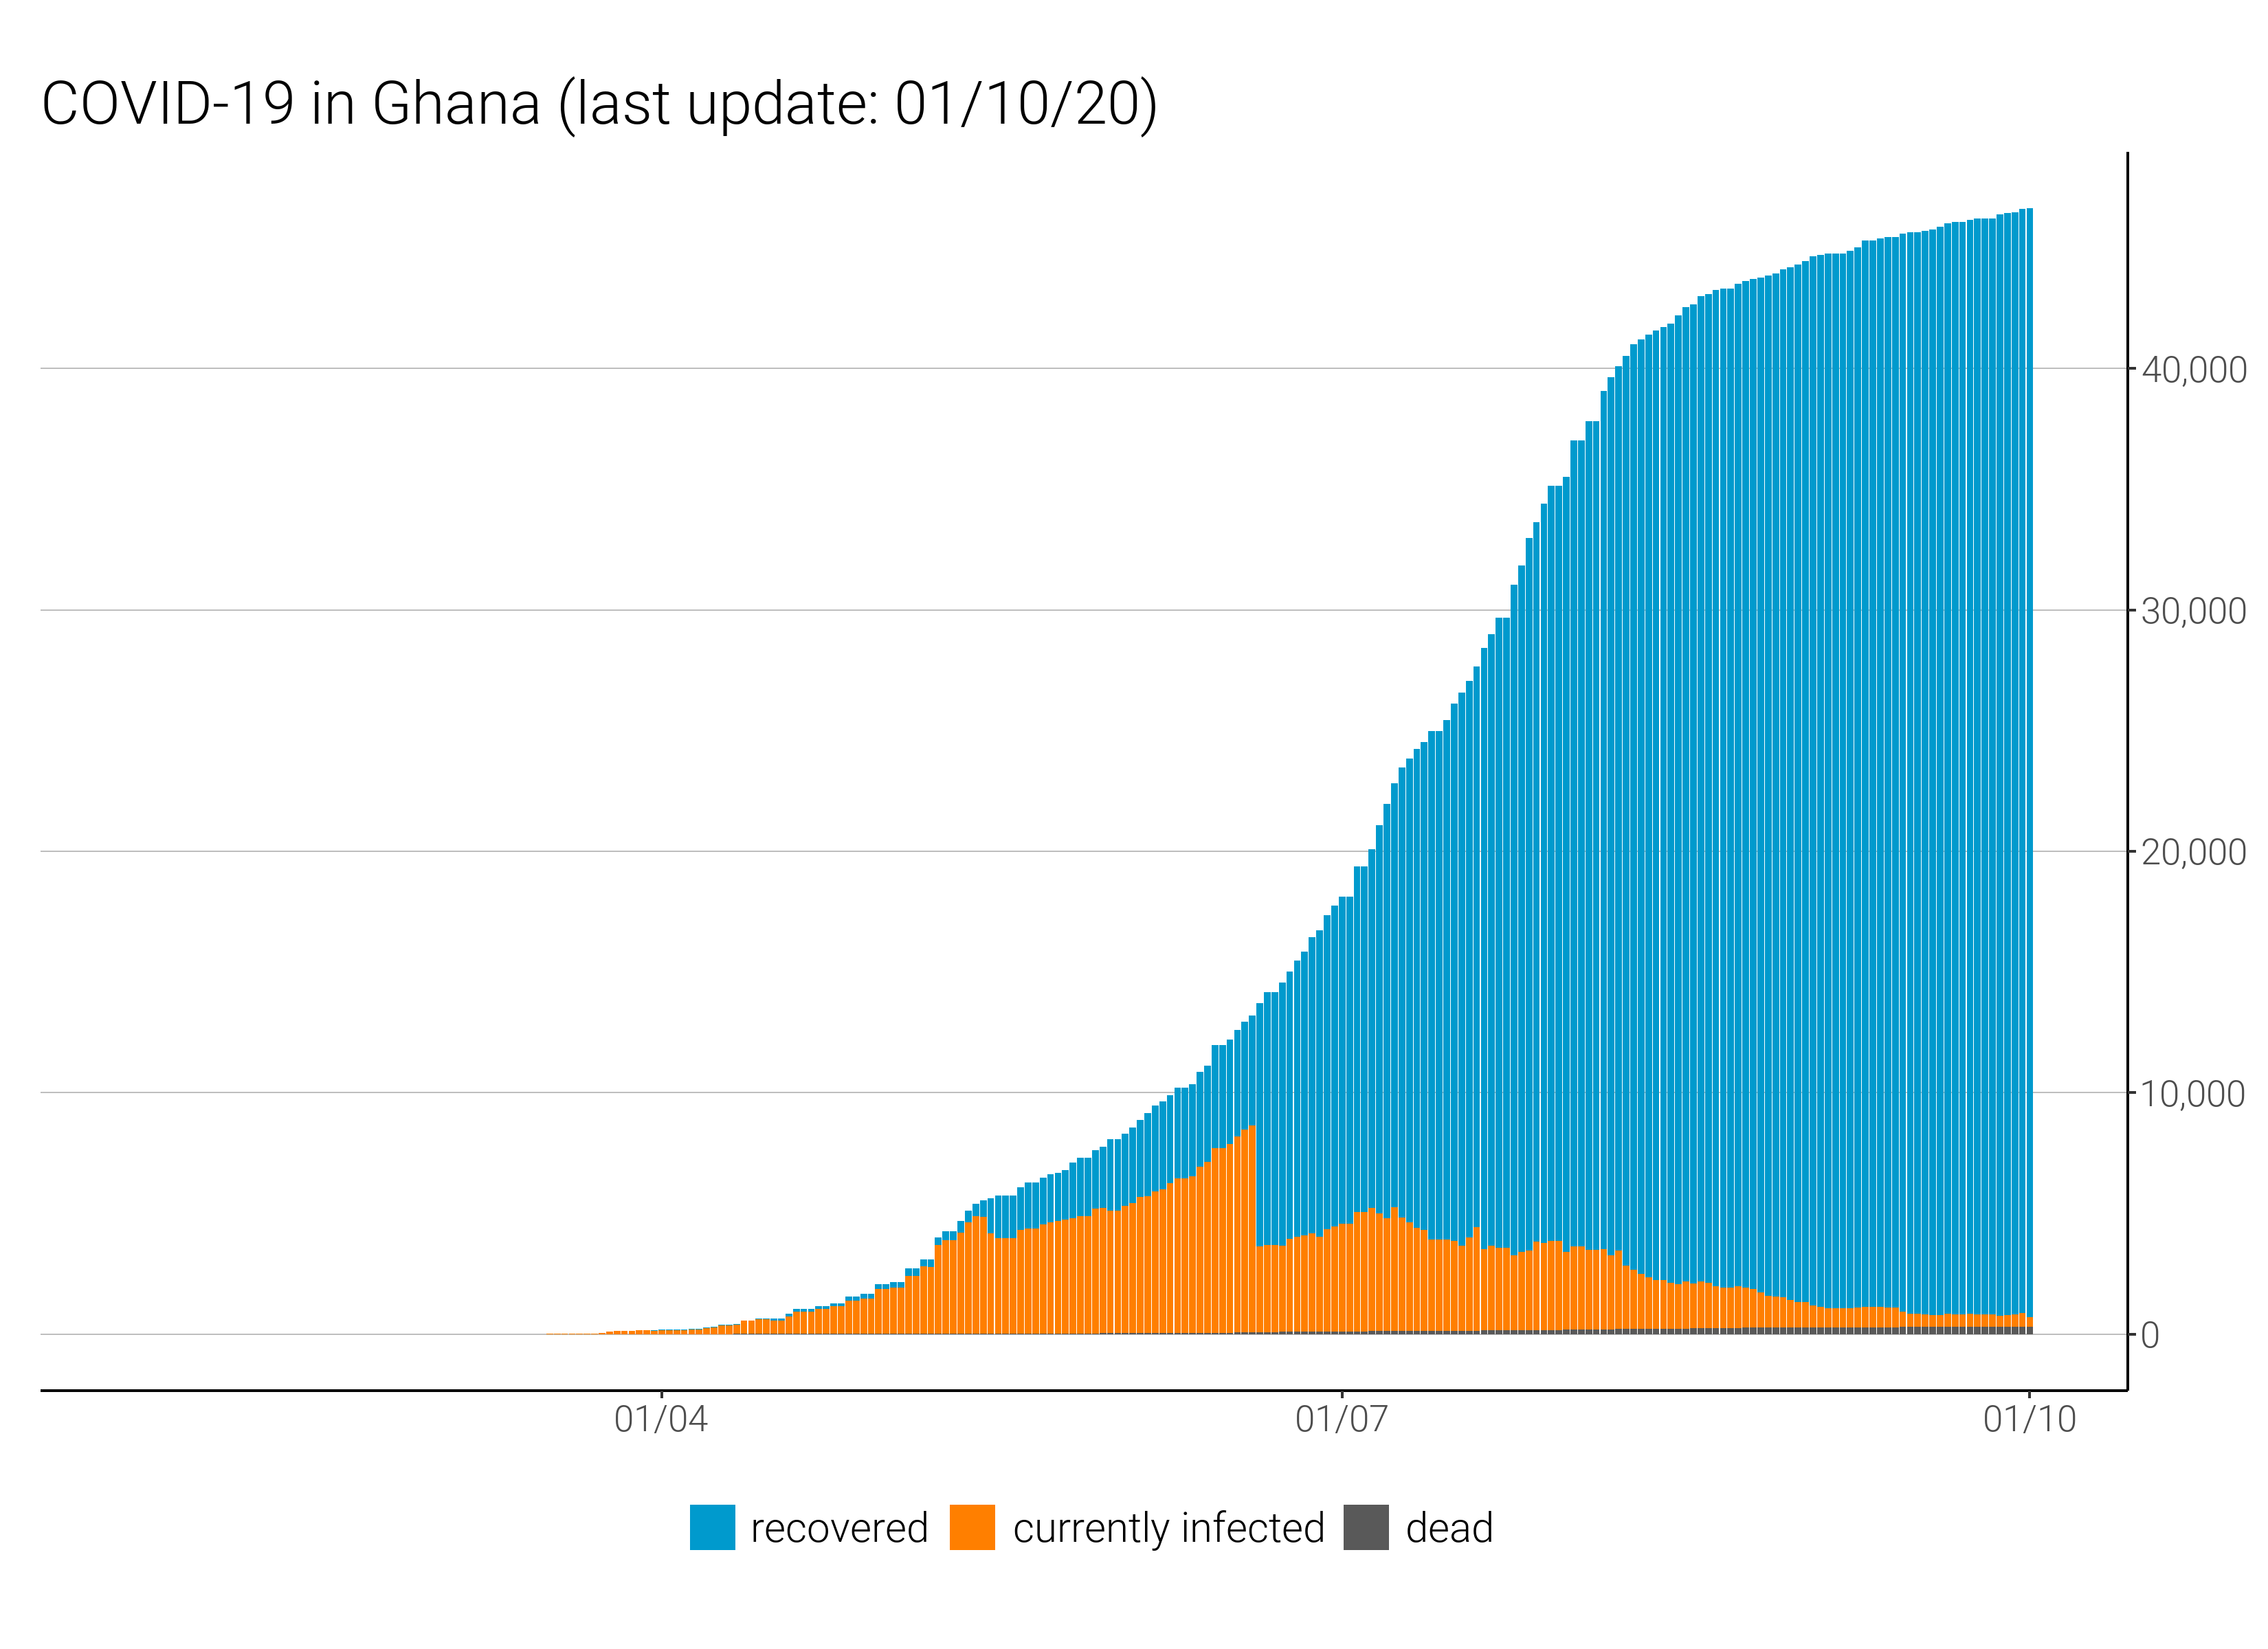 COVID-19 in Ghana (last update: 01/10/20)
40,000
30,000
20,000
10,000
0
01/04 01/07 01/10
recovered currently infected dead